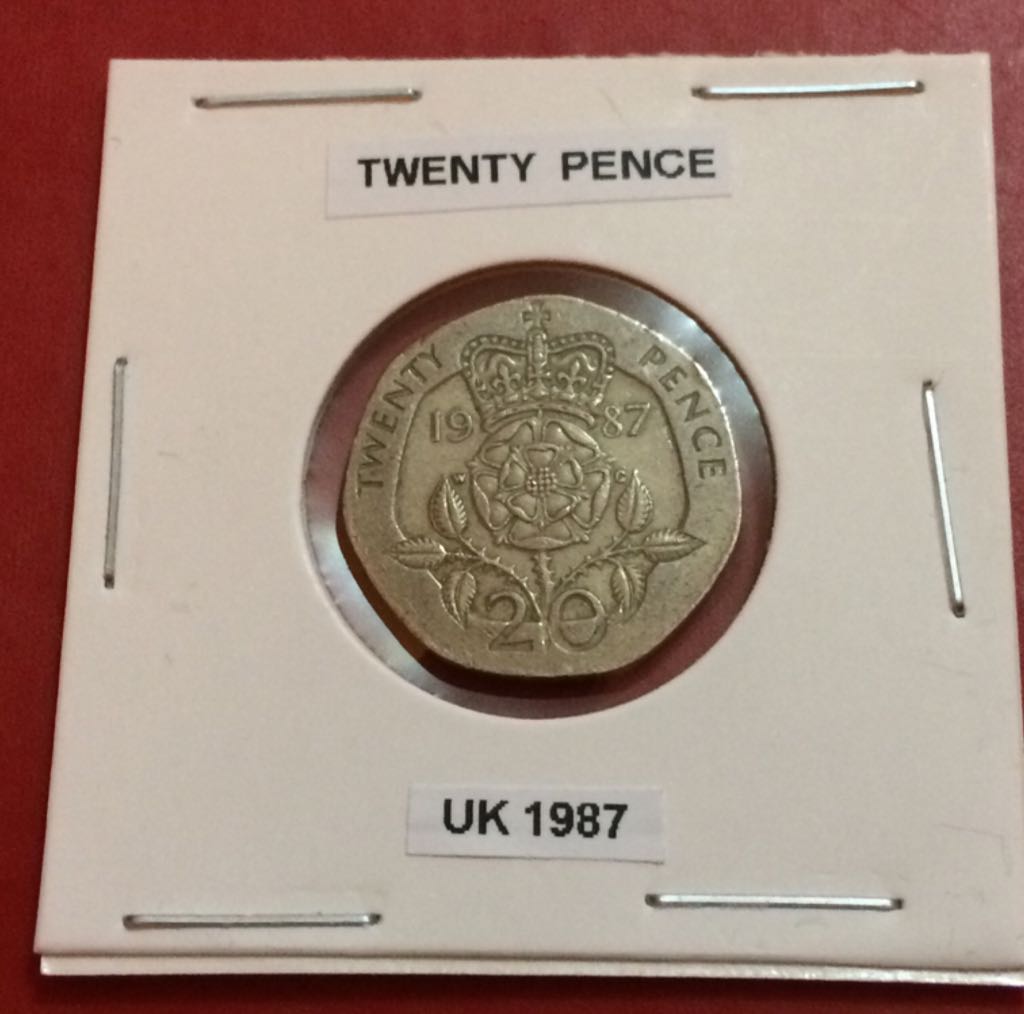 TWENTY PENCE
TWENTY PENCE
1987
W C
20
UK 1987